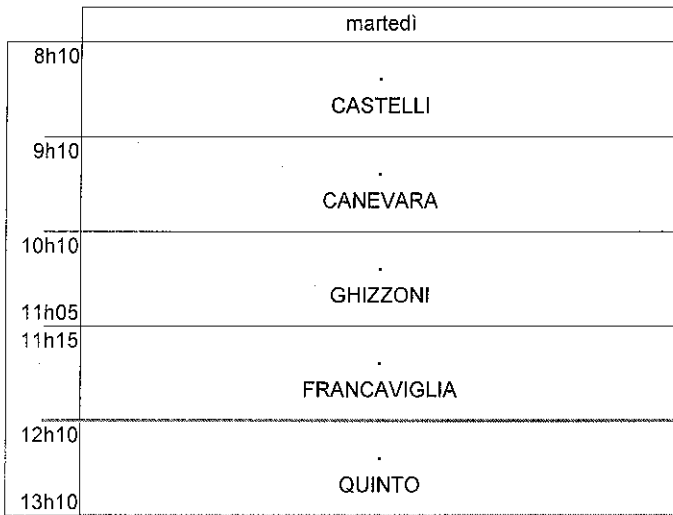 martedì
8h10
CASTELLI
9h10
CANEVARA
10h10
GHIZZONI
11h05
11h15
FRANCAVIGLIA
12h10
QUINTO
13h10